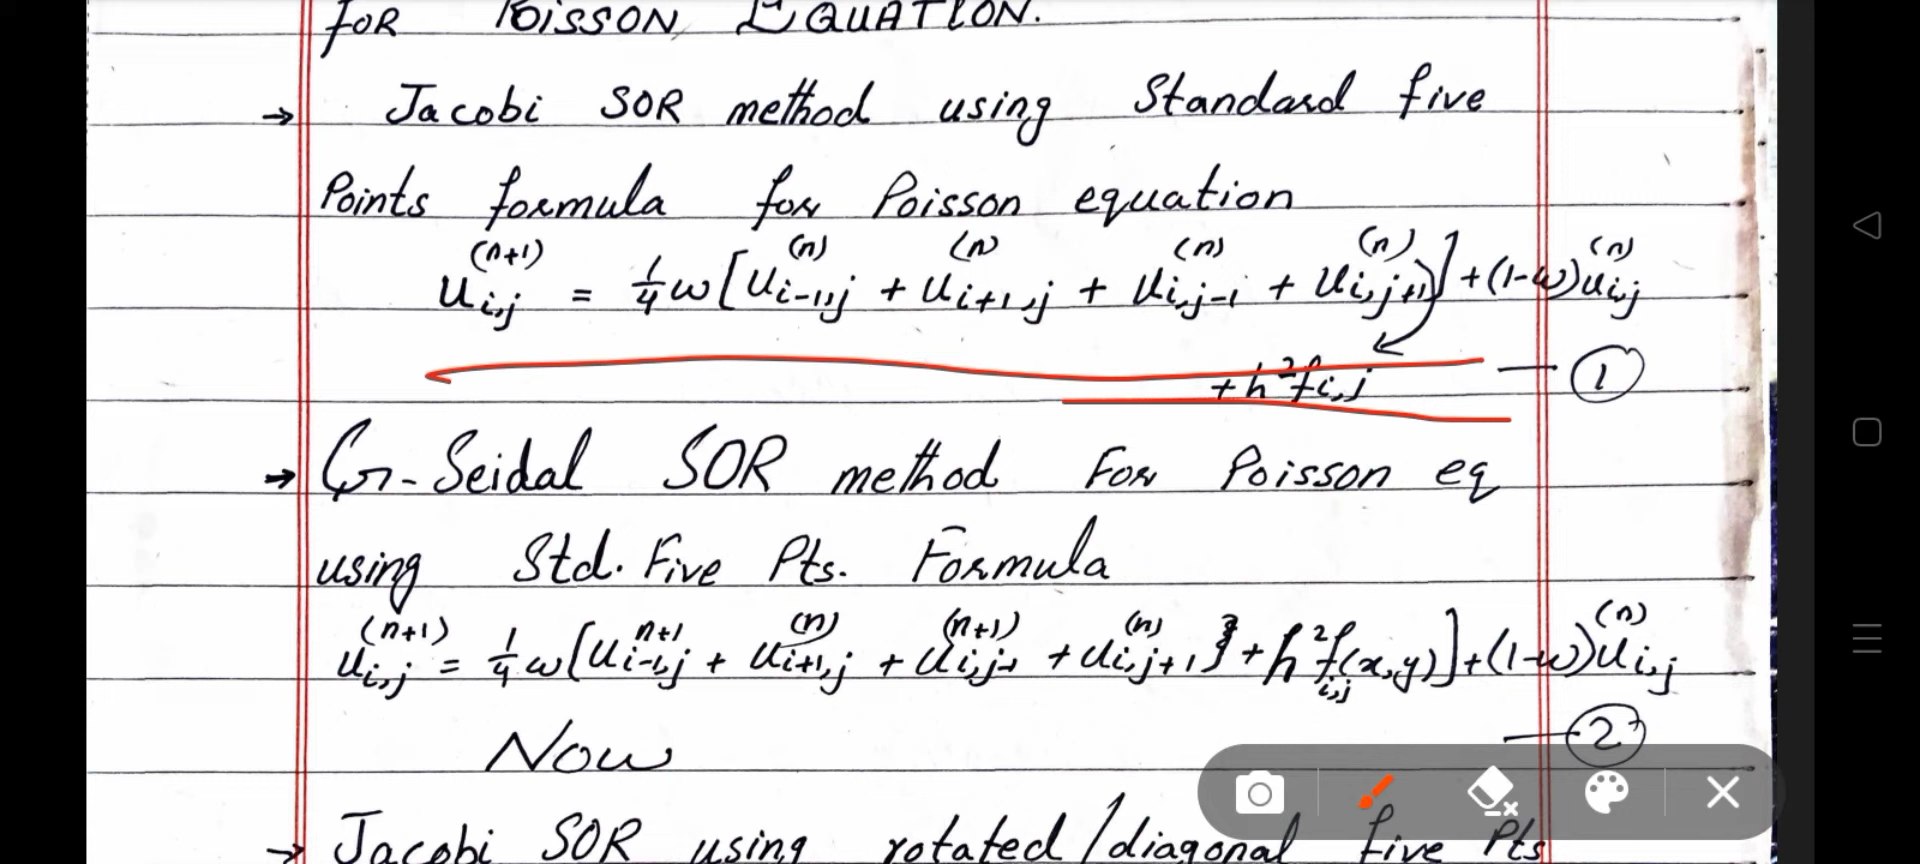 for POISSON EQUATION.
→ Jacobi SOR method using Standard five
Points formula for Poisson equation
u_{i,j}^{(n+1)} = 1/4 ω [u_{i-1,j}^{(n)} + u_{i+1,j}^{(n)} + u_{i,j-1}^{(n)} + u_{i,j+1}^{(n)}] + (1-ω) u_{i,j}^{(n)}
+ h²f_{i,j} — ①
→ G-Seidal SOR method For Poisson eq
using Std. Five Pts. Formula
u_{i,j}^{(n+1)} = 1/4 ω [u_{i-1,j}^{n+1} + u_{i+1,j}^{(n)} + u_{i,j-1}^{(n+1)} + u_{i,j+1}^{(n)} } + h² f_{i,j}(x,y)] + (1-ω) u_{i,j}^{(n)}
— ②
Now
→ Jacobi SOR using rotated/diagonal five Pts